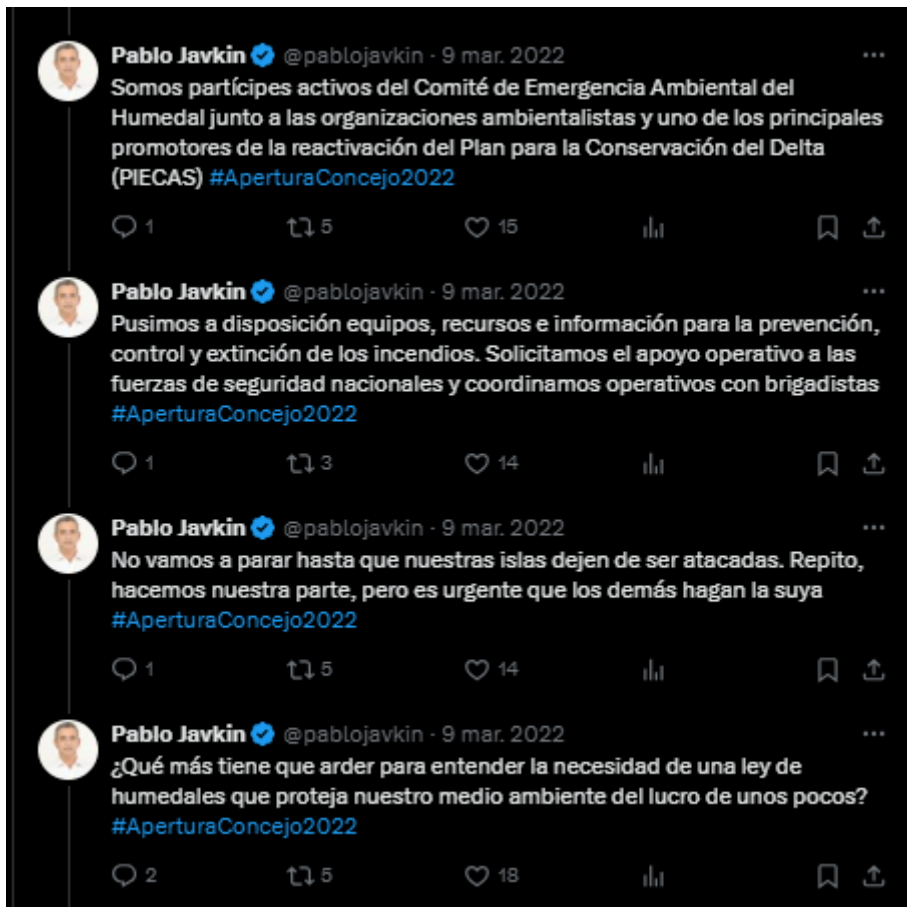 Pablo Javkin @pablojavkin · 9 mar. 2022
Somos partícipes activos del Comité de Emergencia Ambiental del
Humedal junto a las organizaciones ambientalistas y uno de los principales
promotores de la reactivación del Plan para la Conservación del Delta
(PIECAS) #AperturaConcejo2022
1 5 15
Pablo Javkin @pablojavkin · 9 mar. 2022
Pusimos a disposición equipos, recursos e información para la prevención,
control y extinción de los incendios. Solicitamos el apoyo operativo a las
fuerzas de seguridad nacionales y coordinamos operativos con brigadistas
#AperturaConcejo2022
1 3 14
Pablo Javkin @pablojavkin · 9 mar. 2022
No vamos a parar hasta que nuestras islas dejen de ser atacadas. Repito,
hacemos nuestra parte, pero es urgente que los demás hagan la suya
#AperturaConcejo2022
1 5 14
Pablo Javkin @pablojavkin · 9 mar. 2022
¿Qué más tiene que arder para entender la necesidad de una ley de
humedales que proteja nuestro medio ambiente del lucro de unos pocos?
#AperturaConcejo2022
2 5 18